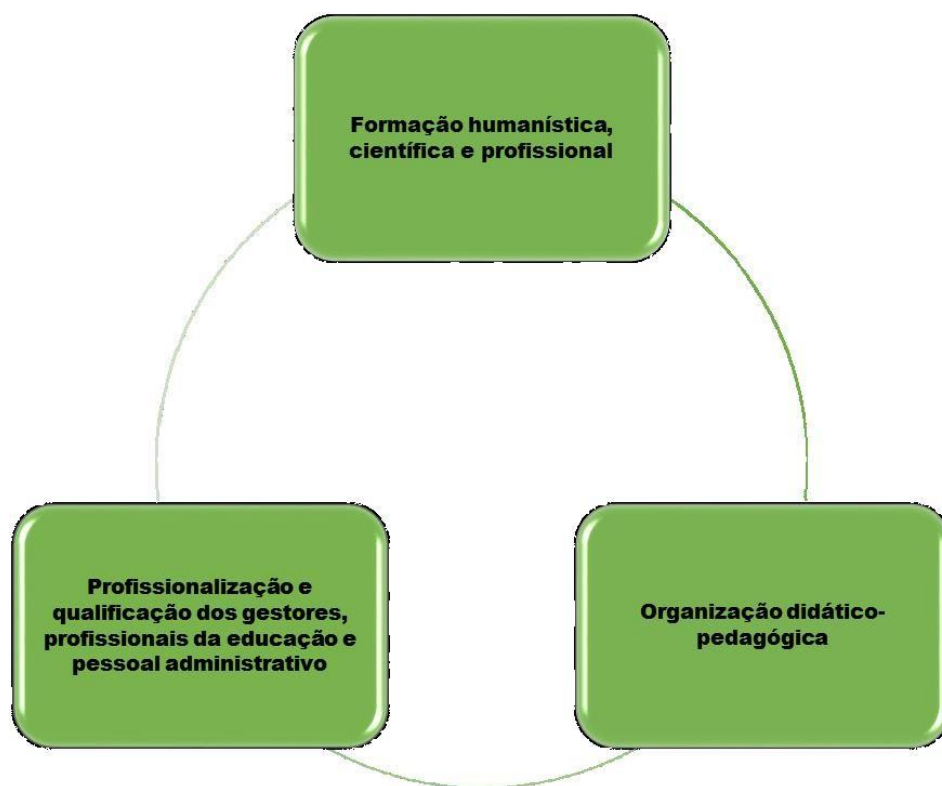 Formação humanística,
científica e profissional
Profissionalização e
qualificação dos gestores,
profissionais da educação e
pessoal administrativo
Organização didático-
pedagógica